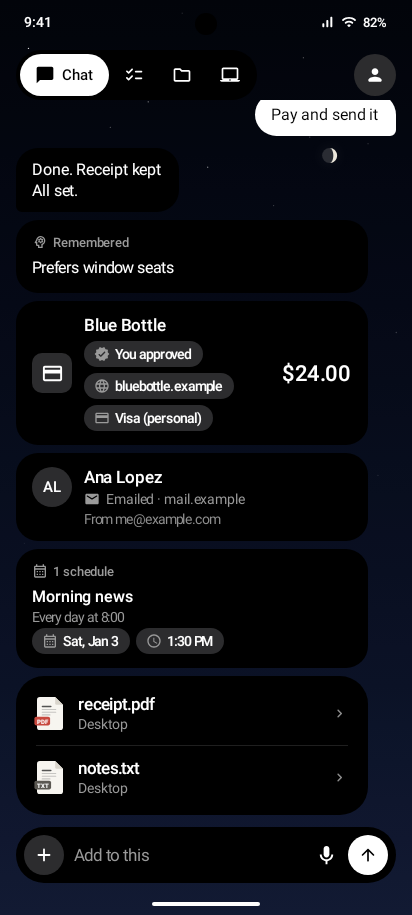 9:41
82%
Chat
Pay and send it
Done. Receipt kept
All set.
Remembered
Prefers window seats
Blue Bottle
You approved
bluebottle.example
Visa (personal)
$24.00
AL
Ana Lopez
Emailed · mail.example
From me@example.com
1 schedule
Morning news
Every day at 8:00
Sat, Jan 3
1:30 PM
PDF
receipt.pdf
Desktop
TXT
notes.txt
Desktop
Add to this